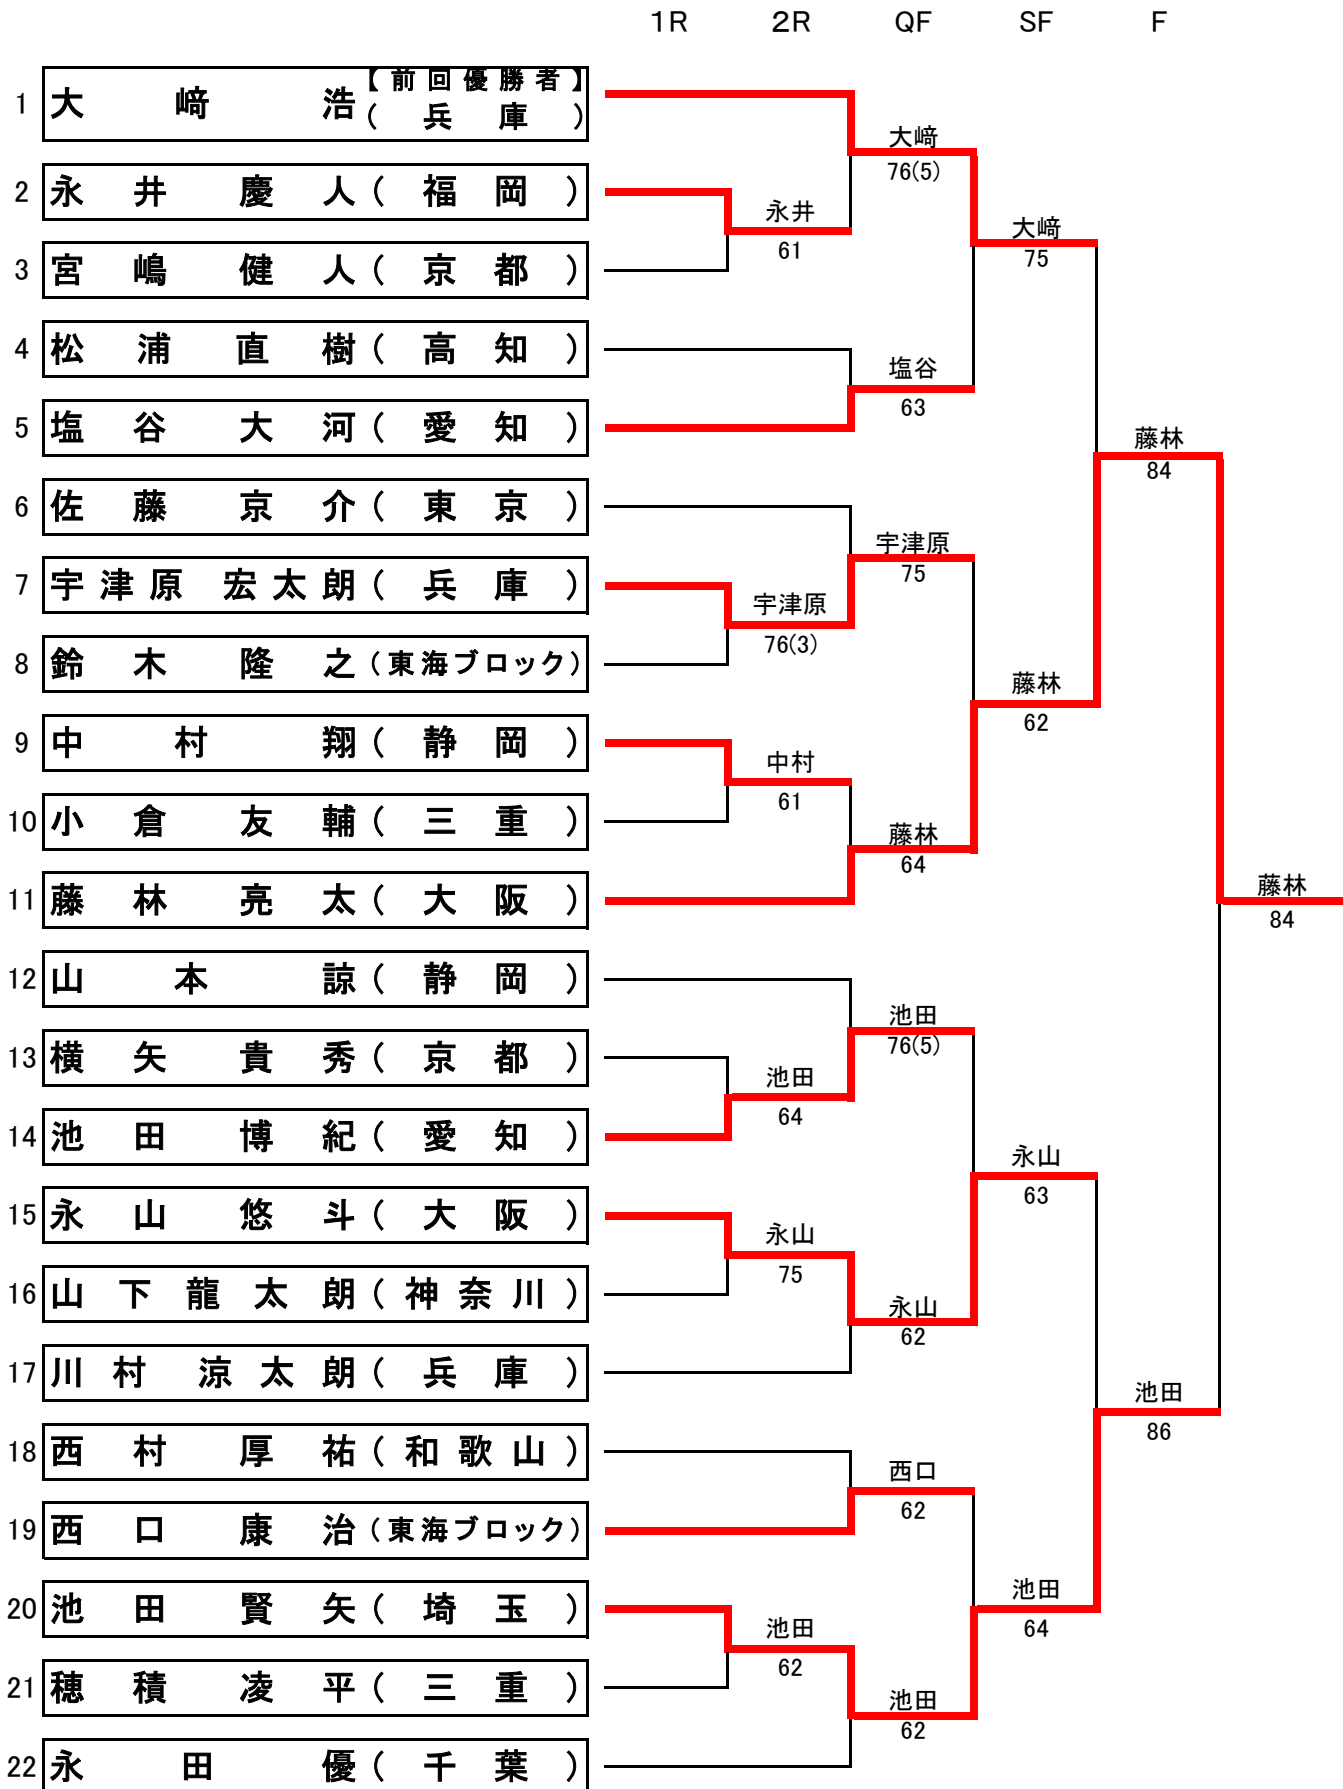 1R 2R QF SF F
1 大﨑 浩 【前回優勝者】 (兵庫)
2 永井 慶人 (福岡)
3 宮嶋 健人 (京都)
4 松浦 直樹 (高知)
5 塩谷 大河 (愛知)
6 佐藤 京介 (東京)
7 宇津原 宏太朗 (兵庫)
8 鈴木 隆之 (東海ブロック)
9 中村 翔 (静岡)
10 小倉 友輔 (三重)
11 藤林 亮太 (大阪)
12 山本 諒 (静岡)
13 横矢 貴秀 (京都)
14 池田 博紀 (愛知)
15 永山 悠斗 (大阪)
16 山下 龍太朗 (神奈川)
17 川村 涼太朗 (兵庫)
18 西村 厚祐 (和歌山)
19 西口 康治 (東海ブロック)
20 池田 賢矢 (埼玉)
21 穂積 凌平 (三重)
22 永田 優 (千葉)
永井
61
宇津原
76(3)
中村
61
池田
64
永山
75
池田
62
大﨑
76(5)
塩谷
63
宇津原
75
藤林
64
池田
76(5)
永山
62
西口
62
池田
62
大﨑
75
藤林
62
永山
63
池田
64
藤林
84
池田
86
藤林
84